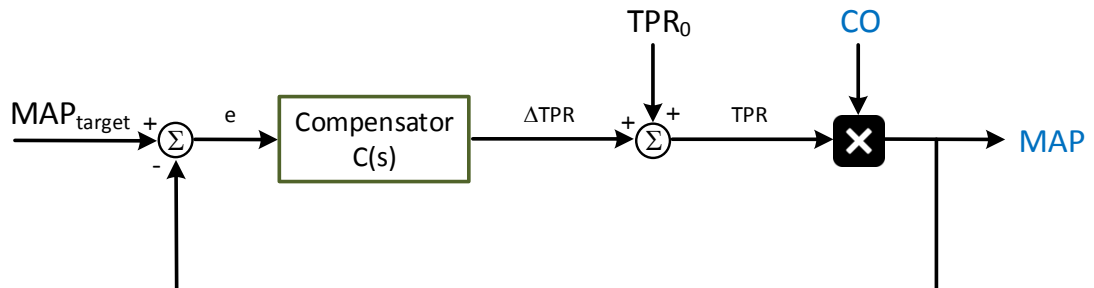 TPR₀
CO
MAPtarget
+
Σ
-
e
Compensator
C(s)
ΔTPR
+
+
Σ
TPR
×
MAP